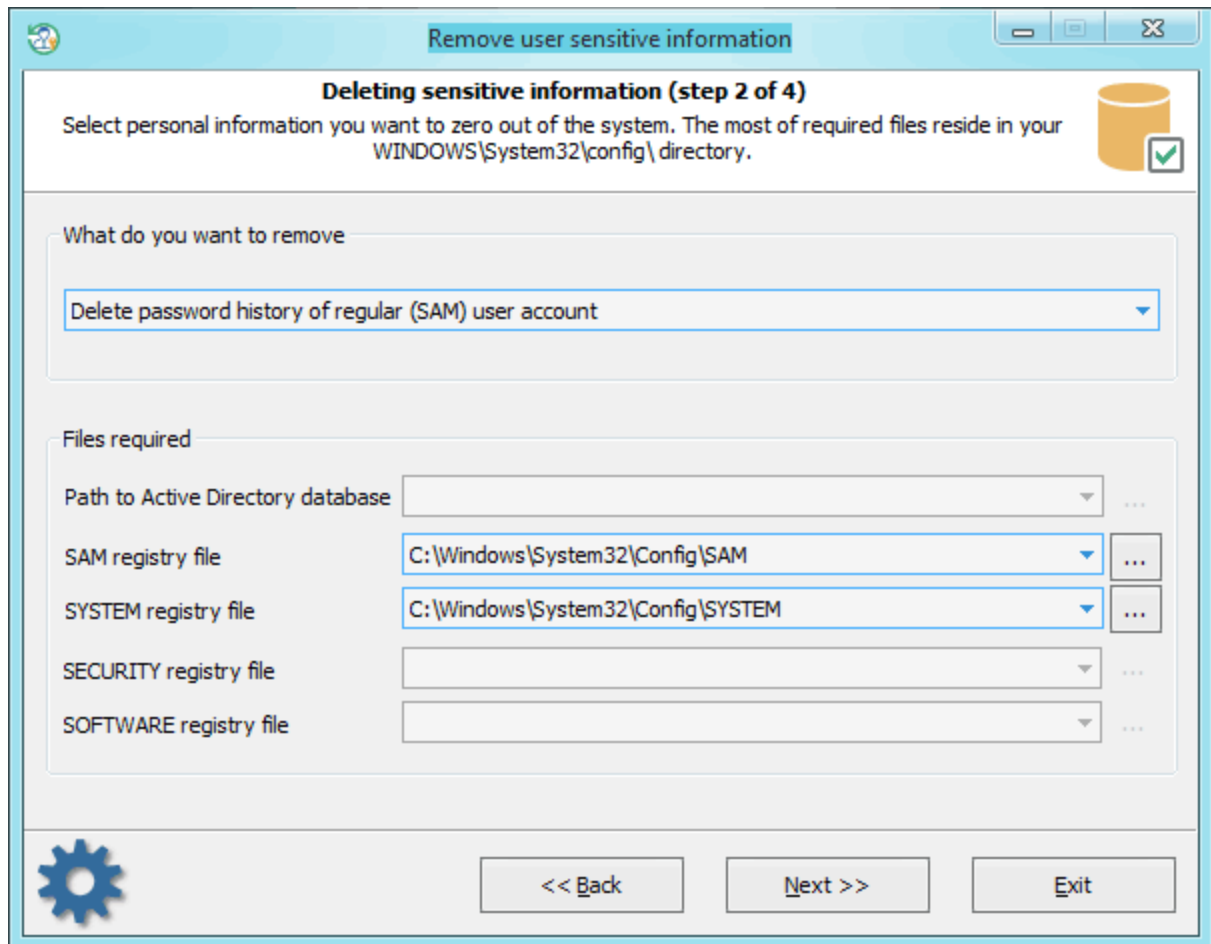 Remove user sensitive information
Deleting sensitive information (step 2 of 4)
Select personal information you want to zero out of the system. The most of required files reside in your
WINDOWS\System32\config\ directory.
What do you want to remove
Delete password history of regular (SAM) user account
Files required
Path to Active Directory database
...
SAM registry file
C:\Windows\System32\Config\SAM
...
SYSTEM registry file
C:\Windows\System32\Config\SYSTEM
...
SECURITY registry file
...
SOFTWARE registry file
...
<< Back
Next >>
Exit